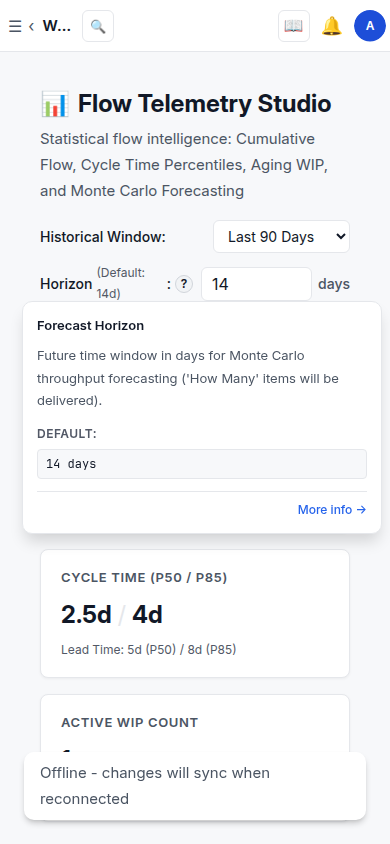 ☰ ‹ W...
A
Flow Telemetry Studio
Statistical flow intelligence: Cumulative
Flow, Cycle Time Percentiles, Aging WIP,
and Monte Carlo Forecasting
Historical Window:
Last 90 Days
Horizon (Default: 14d) : ?
14
days
Forecast Horizon
Future time window in days for Monte Carlo
throughput forecasting ('How Many' items will be
delivered).
DEFAULT:
14 days
More info →
CYCLE TIME (P50 / P85)
2.5d / 4d
Lead Time: 5d (P50) / 8d (P85)
ACTIVE WIP COUNT
Offline - changes will sync when
reconnected